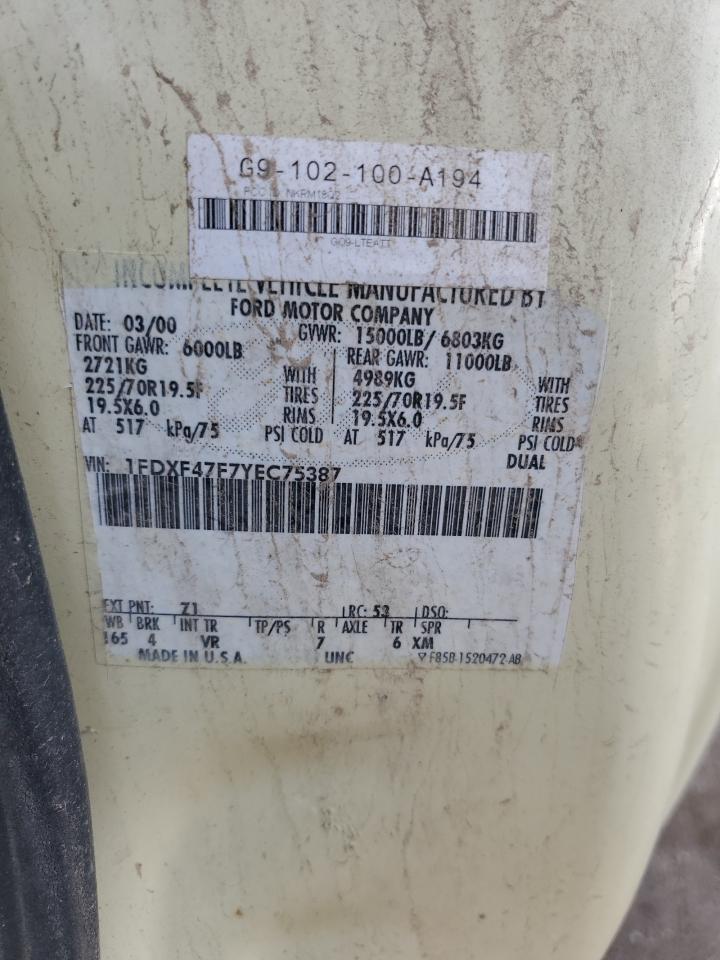 G9-102-100-A194
INCOMPLETE VEHICLE MANUFACTURED BY
FORD MOTOR COMPANY
DATE: 03/00 GVWR: 15000LB/ 6803KG
FRONT GAWR: 6000LB REAR GAWR: 11000LB
2721KG WITH 4989KG WITH
225/70R19.5F TIRES 225/70R19.5F TIRES
19.5X6.0 RIMS 19.5X6.0 RIMS
AT 517 kPa/75 PSI COLD AT 517 kPa/75 PSI COLD
DUAL
VIN: 1FDXF47F7YEC75387
EXT PNT: Z1 RC: 53 DSO:
WB BRK INT TR TP/PS R AXLE TR SPR
165 4 VR 7 6 XM
MADE IN U.S.A. UNC F85B-1520472-AB